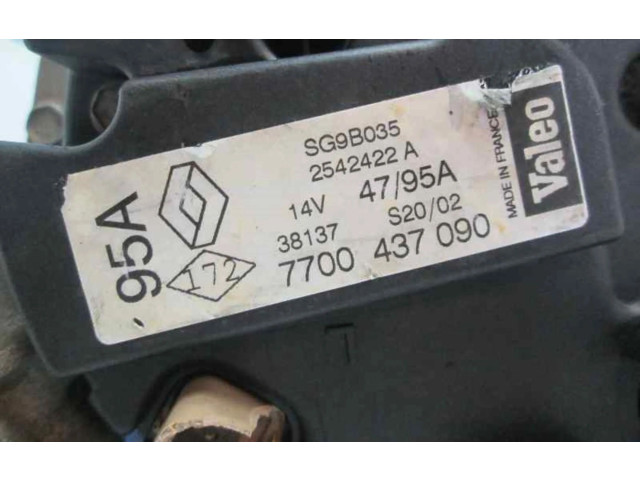 95A
172
SG9B035
2542422 A
14V 47/95A
38137 S20/02
7700 437 090
MADE IN FRANCE
Valeo